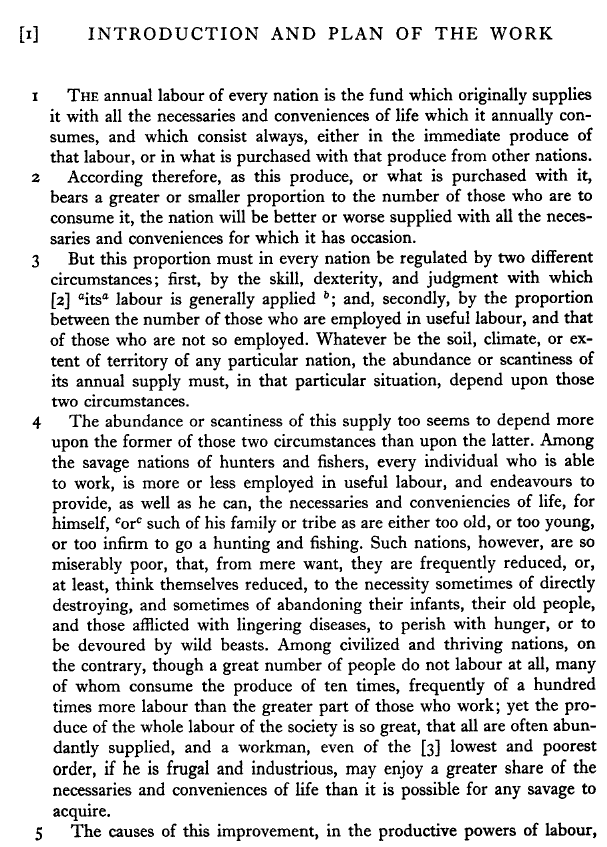 [1] INTRODUCTION AND PLAN OF THE WORK
1 THE annual labour of every nation is the fund which originally supplies
it with all the necessaries and conveniences of life which it annually con-
sumes, and which consist always, either in the immediate produce of
that labour, or in what is purchased with that produce from other nations.
2 According therefore, as this produce, or what is purchased with it,
bears a greater or smaller proportion to the number of those who are to
consume it, the nation will be better or worse supplied with all the neces-
saries and conveniences for which it has occasion.
3 But this proportion must in every nation be regulated by two different
circumstances; first, by the skill, dexterity, and judgment with which
[2] ᵃitsᵃ labour is generally applied ᵇ; and, secondly, by the proportion
between the number of those who are employed in useful labour, and that
of those who are not so employed. Whatever be the soil, climate, or ex-
tent of territory of any particular nation, the abundance or scantiness of
its annual supply must, in that particular situation, depend upon those
two circumstances.
4 The abundance or scantiness of this supply too seems to depend more
upon the former of those two circumstances than upon the latter. Among
the savage nations of hunters and fishers, every individual who is able
to work, is more or less employed in useful labour, and endeavours to
provide, as well as he can, the necessaries and conveniencies of life, for
himself, ᶜorᶜ such of his family or tribe as are either too old, or too young,
or too infirm to go a hunting and fishing. Such nations, however, are so
miserably poor, that, from mere want, they are frequently reduced, or,
at least, think themselves reduced, to the necessity sometimes of directly
destroying, and sometimes of abandoning their infants, their old people,
and those afflicted with lingering diseases, to perish with hunger, or to
be devoured by wild beasts. Among civilized and thriving nations, on
the contrary, though a great number of people do not labour at all, many
of whom consume the produce of ten times, frequently of a hundred
times more labour than the greater part of those who work; yet the pro-
duce of the whole labour of the society is so great, that all are often abun-
dantly supplied, and a workman, even of the [3] lowest and poorest
order, if he is frugal and industrious, may enjoy a greater share of the
necessaries and conveniences of life than it is possible for any savage to
acquire.
5 The causes of this improvement, in the productive powers of labour,